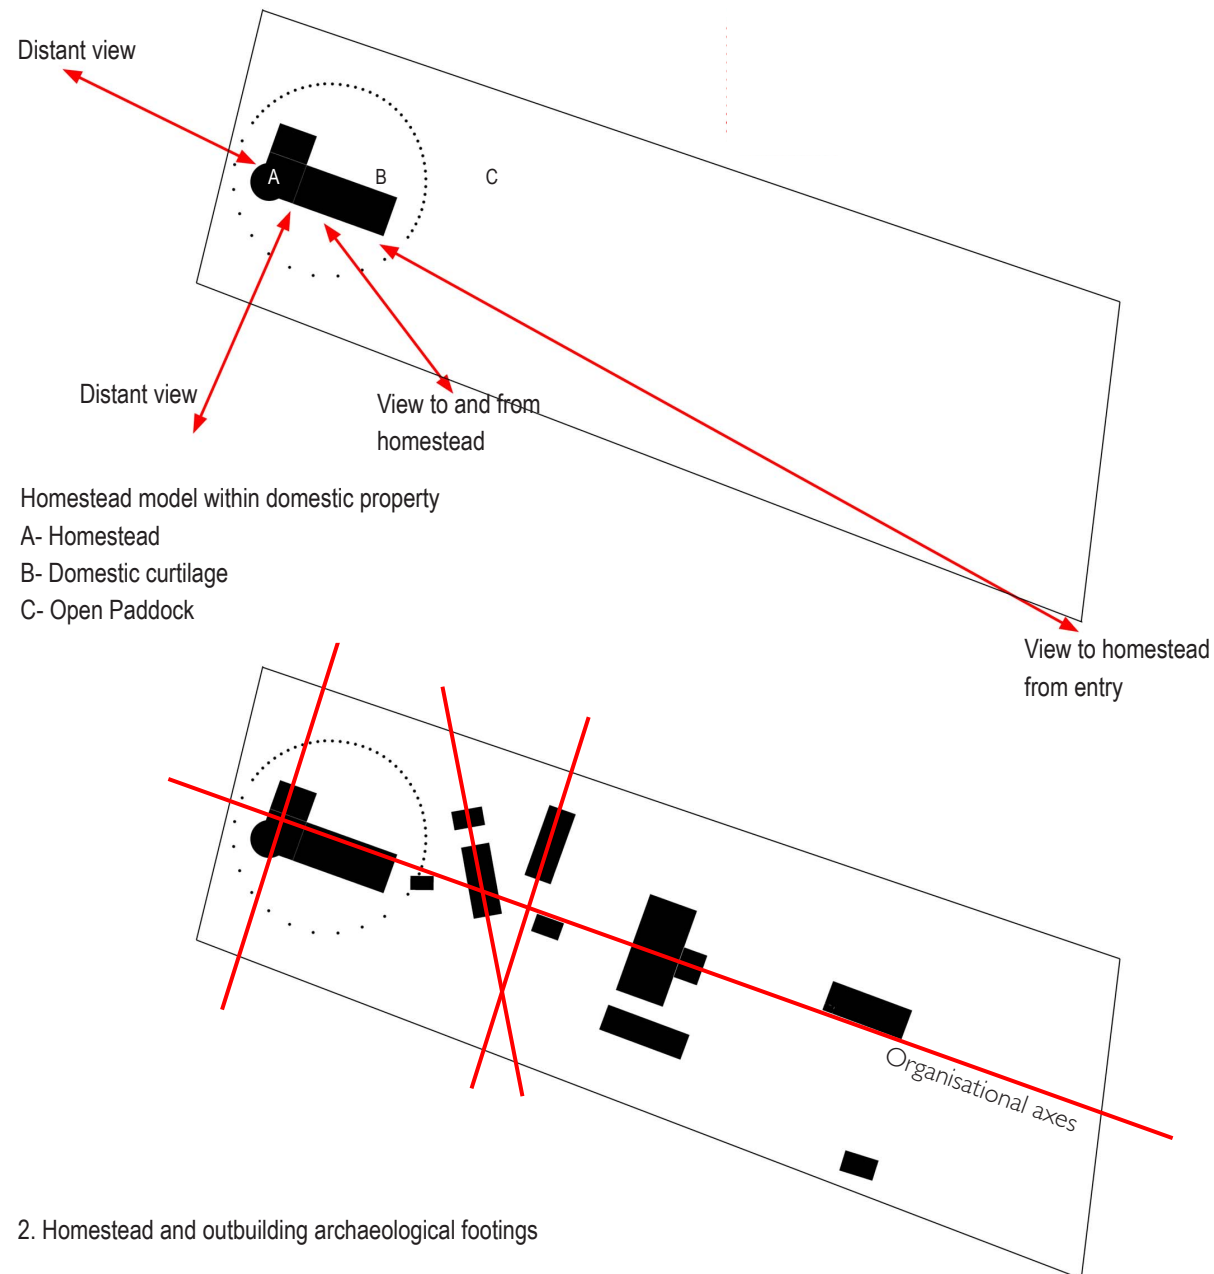 Distant view
A
B
C
Distant view
View to and from
homestead
Homestead model within domestic property
A- Homestead
B- Domestic curtilage
C- Open Paddock
View to homestead
from entry
Organisational axes
2. Homestead and outbuilding archaeological footings